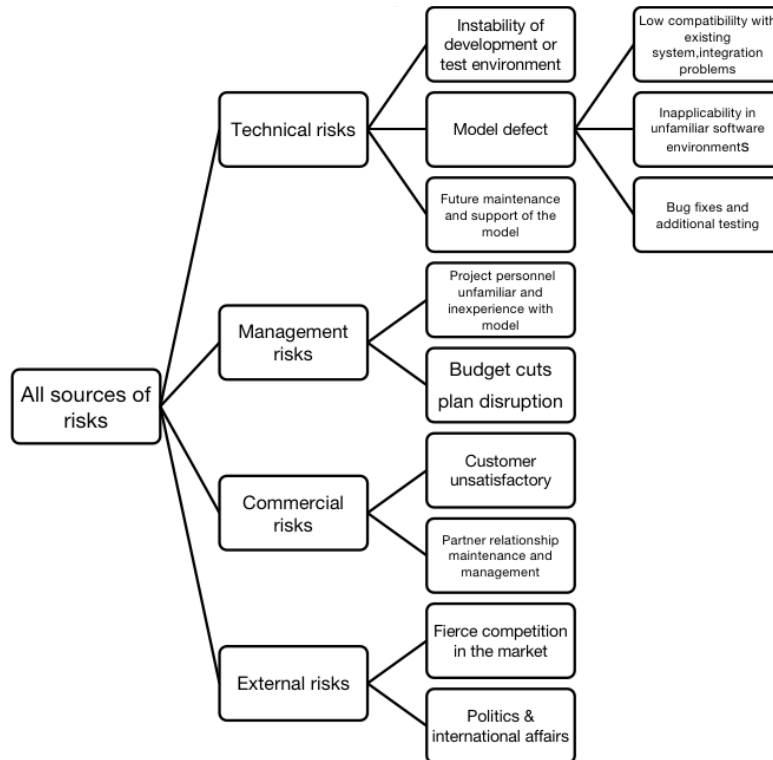 All sources of
risks
Technical risks
Instability of
development or
test environment
Model defect
Low compatibililty with
existing
system,integration
problems
Inapplicability in
unfamiliar software
environments
Bug fixes and
additional testing
Future maintenance
and support of the
model
Management
risks
Project personnel
unfamiliar and
inexperience with
model
Budget cuts
plan disruption
Commercial
risks
Customer
unsatisfactory
Partner relationship
maintenance and
management
External risks
Fierce competition
in the market
Politics &
international affairs